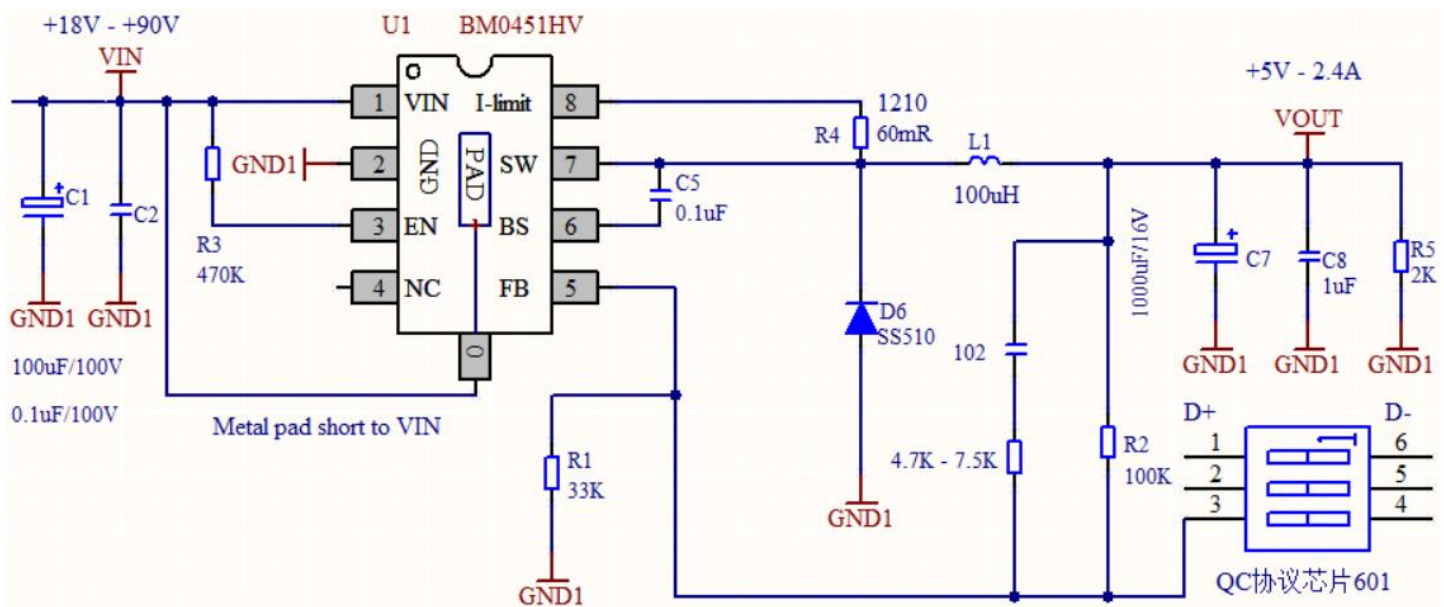 +18V - +90V
VIN
U1
BM0451HV
1
VIN
I-limit
8
GND1
2
GND
PAD
SW
7
3
EN
BS
6
4
NC
FB
5
0
R3
470K
C1
C2
GND1
GND1
100uF/100V
0.1uF/100V
Metal pad short to VIN
1210
R4
60mR
C5
0.1uF
L1
100uH
D6
SS510
GND1
R1
33K
GND1
102
4.7K - 7.5K
R2
100K
+5V - 2.4A
VOUT
1000uF/16V
C7
C8
1uF
R5
2K
GND1
GND1
GND1
D+
D-
1
6
2
5
3
4
1
QC协议芯片601